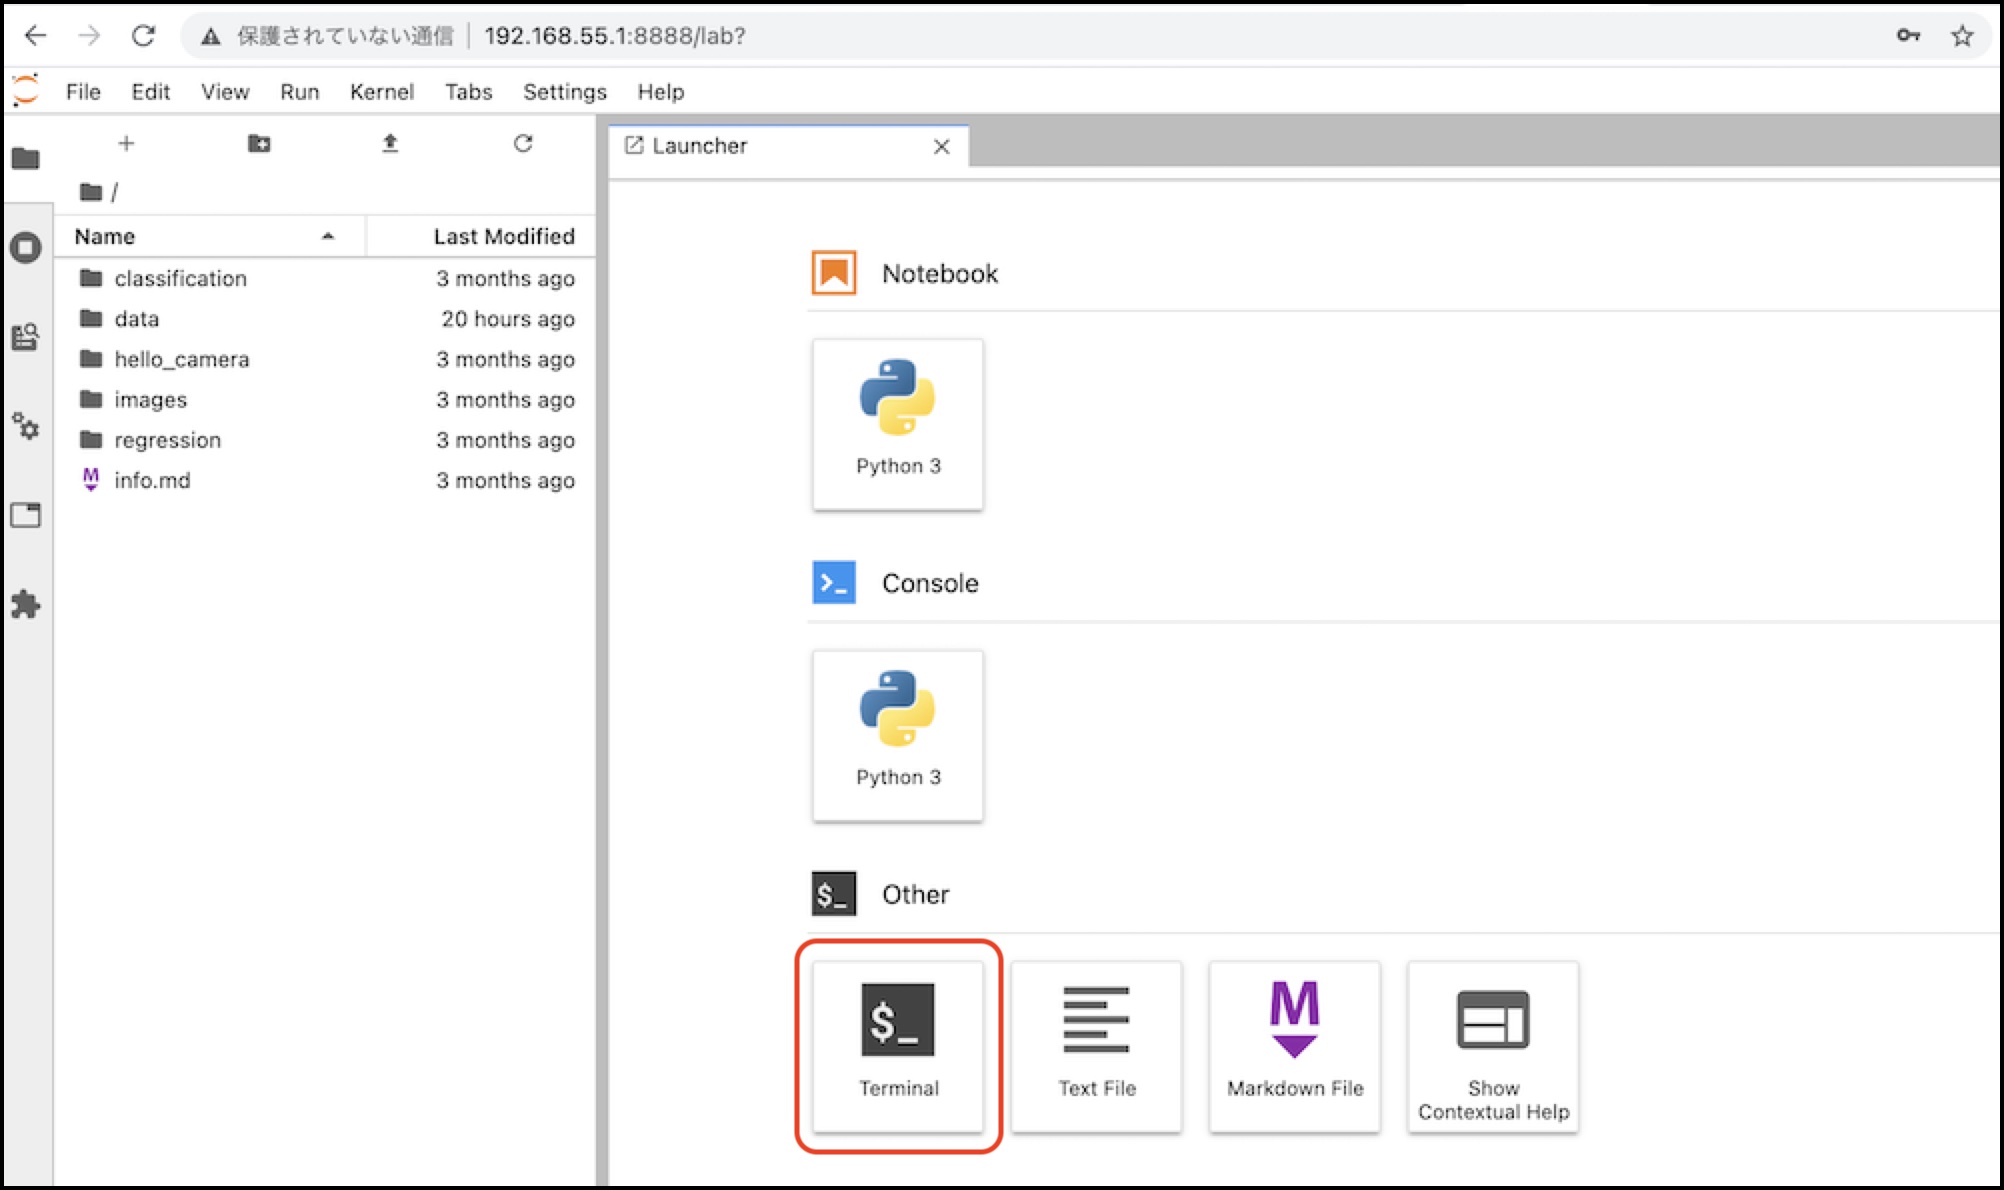 保護されていない通信 | 192.168.55.1:8888/lab?
File Edit View Run Kernel Tabs Settings Help
Launcher
/
Name Last Modified
classification 3 months ago
data 20 hours ago
hello_camera 3 months ago
images 3 months ago
regression 3 months ago
M info.md 3 months ago
Notebook
Python 3
>_ Console
Python 3
$_ Other
$_
Terminal
Text File
M
Markdown File
Show
Contextual Help